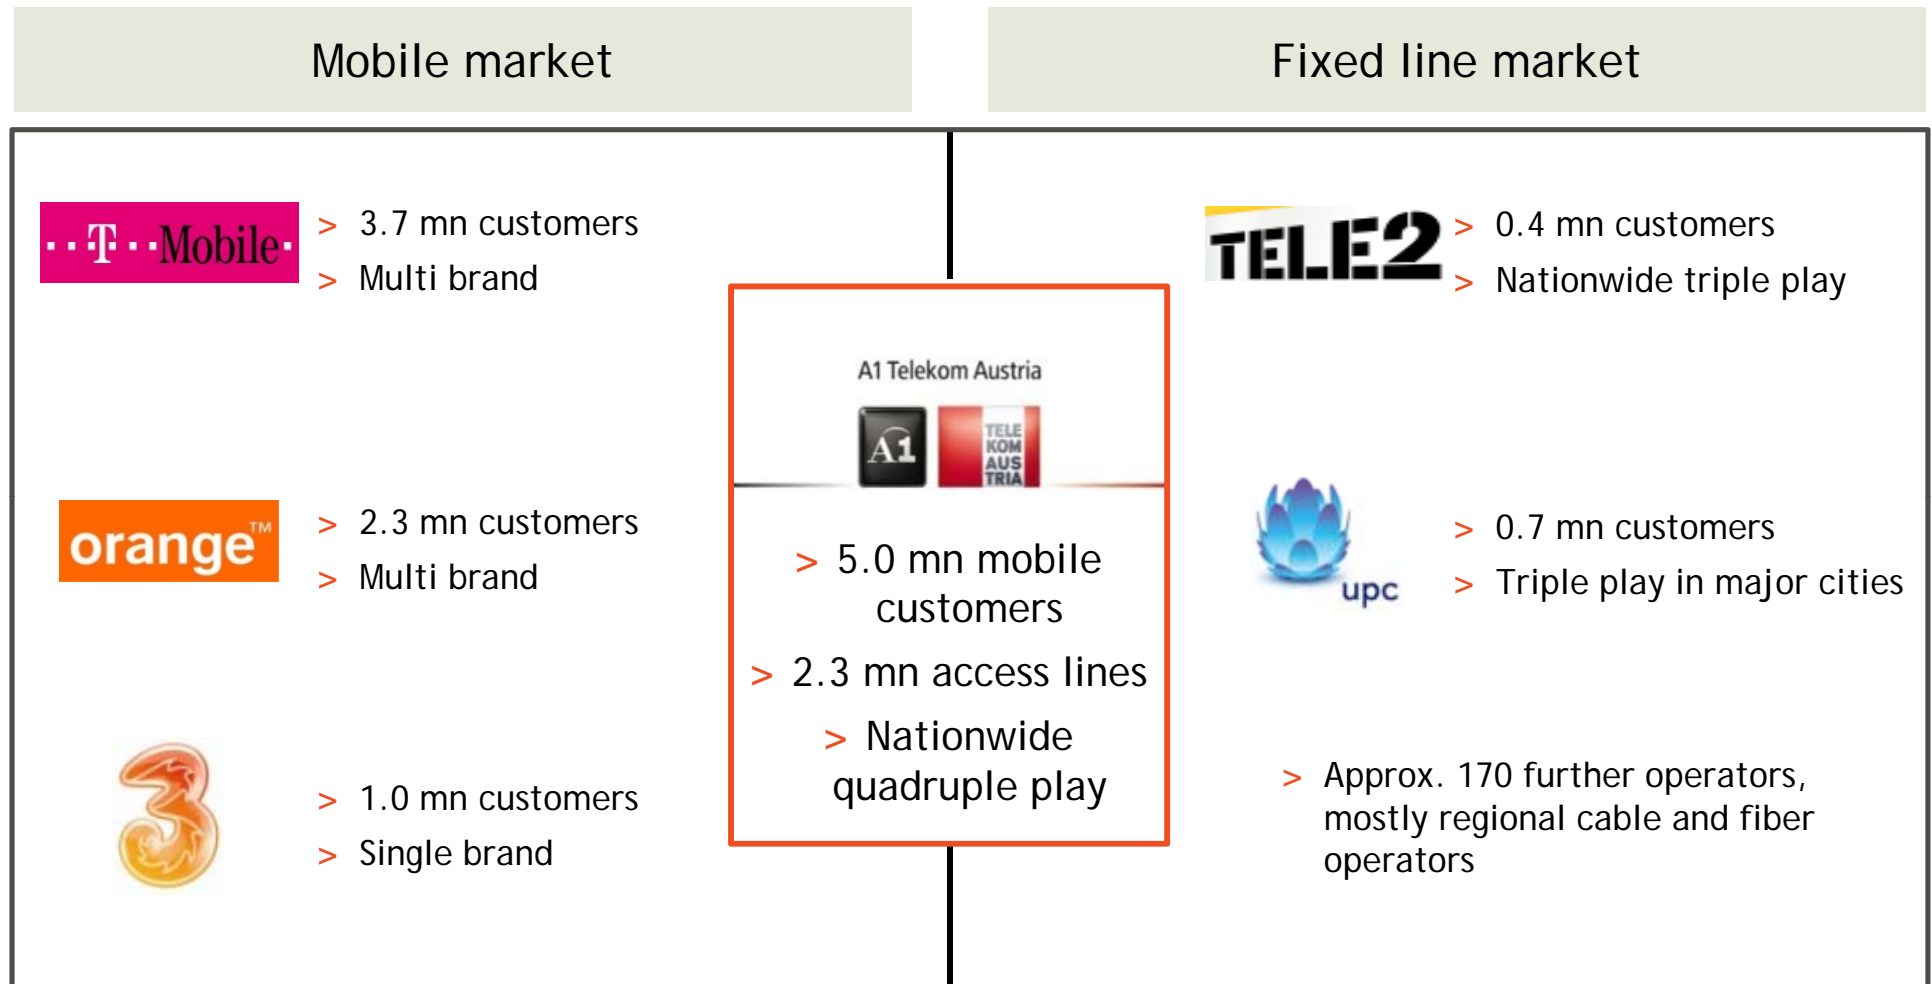 Mobile market
Fixed line market
··T··Mobile·
> 3.7 mn customers
> Multi brand
orange™
> 2.3 mn customers
> Multi brand
3
> 1.0 mn customers
> Single brand
A1 Telekom Austria
A1
TELE
KOM
AUS
TRIA
> 5.0 mn mobile
customers
> 2.3 mn access lines
> Nationwide
quadruple play
TELE2
> 0.4 mn customers
> Nationwide triple play
upc
> 0.7 mn customers
> Triple play in major cities
> Approx. 170 further operators,
mostly regional cable and fiber
operators